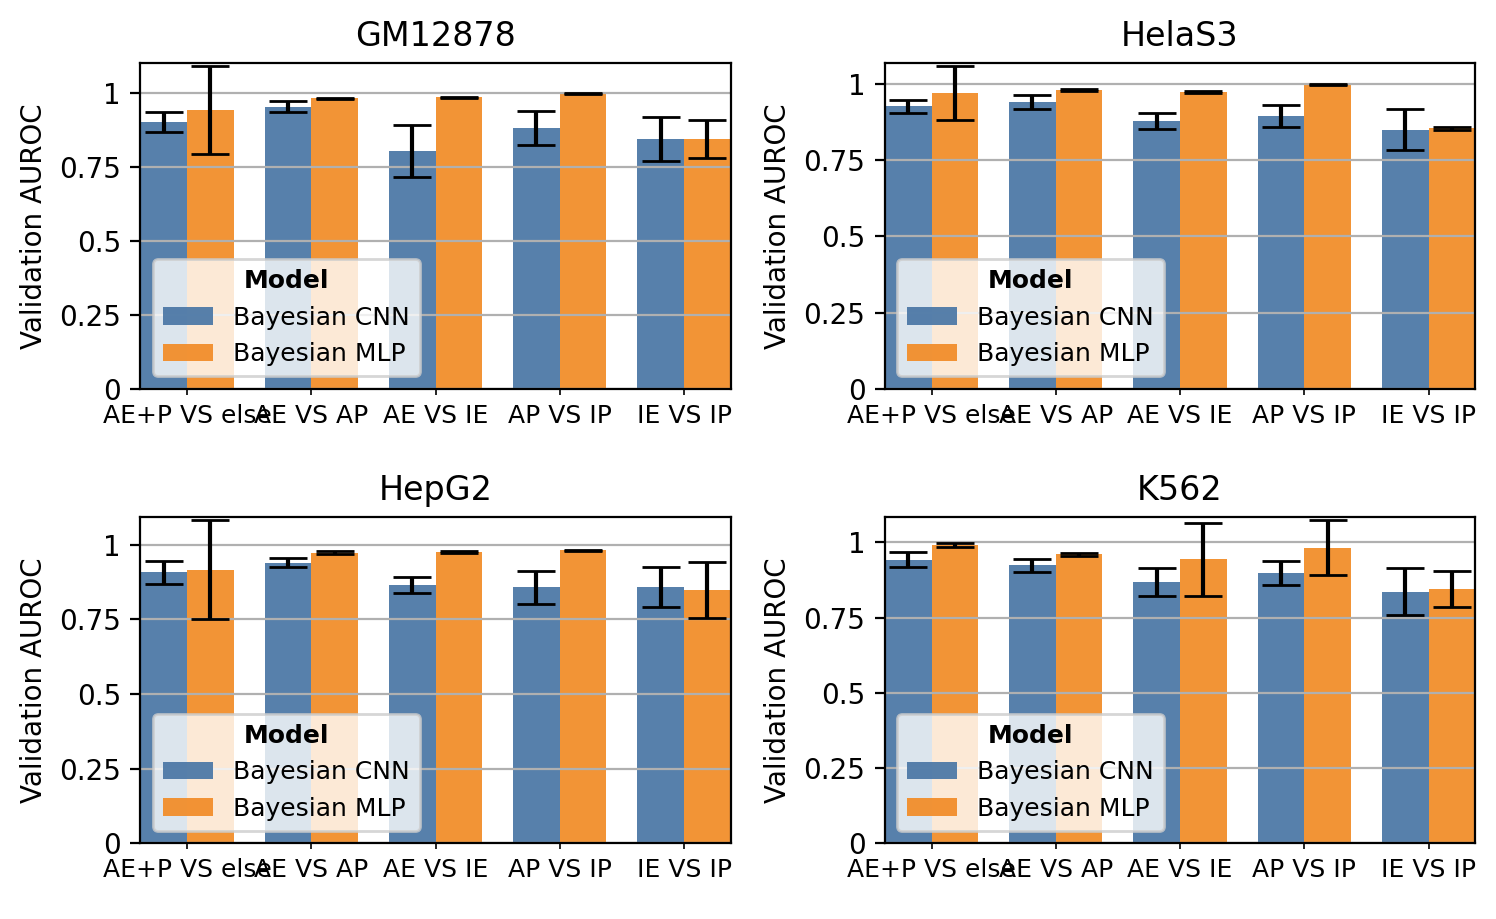 GM12878
Validation AUROC
1
0.75
0.5
0.25
0
Model
Bayesian CNN
Bayesian MLP
AE+P VS else AE VS AP AE VS IE AP VS IP IE VS IP
HelaS3
Validation AUROC
1
0.75
0.5
0.25
0
Model
Bayesian CNN
Bayesian MLP
AE+P VS else AE VS AP AE VS IE AP VS IP IE VS IP
HepG2
Validation AUROC
1
0.75
0.5
0.25
0
Model
Bayesian CNN
Bayesian MLP
AE+P VS else AE VS AP AE VS IE AP VS IP IE VS IP
K562
Validation AUROC
1
0.75
0.5
0.25
0
Model
Bayesian CNN
Bayesian MLP
AE+P VS else AE VS AP AE VS IE AP VS IP IE VS IP